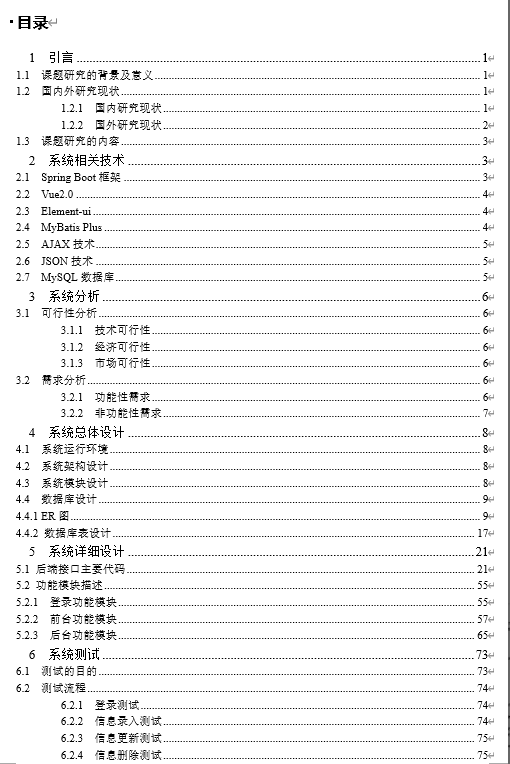 目录
1 引言 1
1.1 课题研究的背景及意义 1
1.2 国内外研究现状 1
1.2.1 国内研究现状 1
1.2.2 国外研究现状 2
1.3 课题研究的内容 3
2 系统相关技术 3
2.1 Spring Boot 框架 3
2.2 Vue2.0 4
2.3 Element-ui 4
2.4 MyBatis Plus 4
2.5 AJAX 技术 5
2.6 JSON 技术 5
2.7 MySQL 数据库 5
3 系统分析 6
3.1 可行性分析 6
3.1.1 技术可行性 6
3.1.2 经济可行性 6
3.1.3 市场可行性 6
3.2 需求分析 6
3.2.1 功能性需求 6
3.2.2 非功能性需求 7
4 系统总体设计 8
4.1 系统运行环境 8
4.2 系统架构设计 8
4.3 系统模块设计 8
4.4 数据库设计 9
4.4.1 ER 图 9
4.4.2 数据库表设计 17
5 系统详细设计 21
5.1 后端接口主要代码 21
5.2 功能模块描述 55
5.2.1 登录功能模块 55
5.2.2 前台功能模块 57
5.2.3 后台功能模块 65
6 系统测试 73
6.1 测试的目的 73
6.2 测试流程 74
6.2.1 登录测试 74
6.2.2 信息录入测试 74
6.2.3 信息更新测试 75
6.2.4 信息删除测试 75